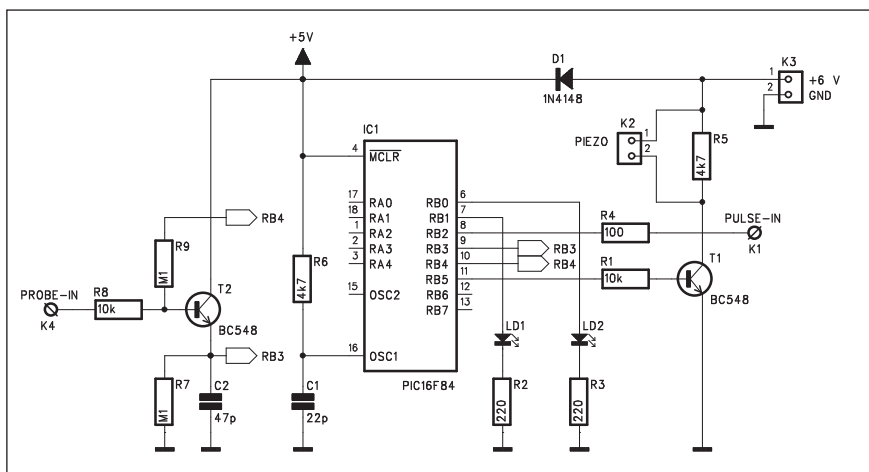 +5V
D1
1N4148
K3
1
2
+6 V
GND
K2
PIEZO
1
2
R5
4k7
IC1
4
MCLR
17
RA0
18
RA1
1
RA2
2
RA3
3
RA4
15
OSC2
16
OSC1
RB0
6
RB1
7
RB2
8
RB3
9
RB4
10
RB5
11
RB6
12
RB7
13
PIC16F84
RB3
RB4
R4
100
PULSE-IN
K1
R1
10k
T1
BC548
RB4
R9
M1
R6
4k7
T2
PROBE-IN
R8
10k
K4
BC548
RB3
LD1
LD2
R7
M1
C2
47p
C1
22p
R2
220
R3
220